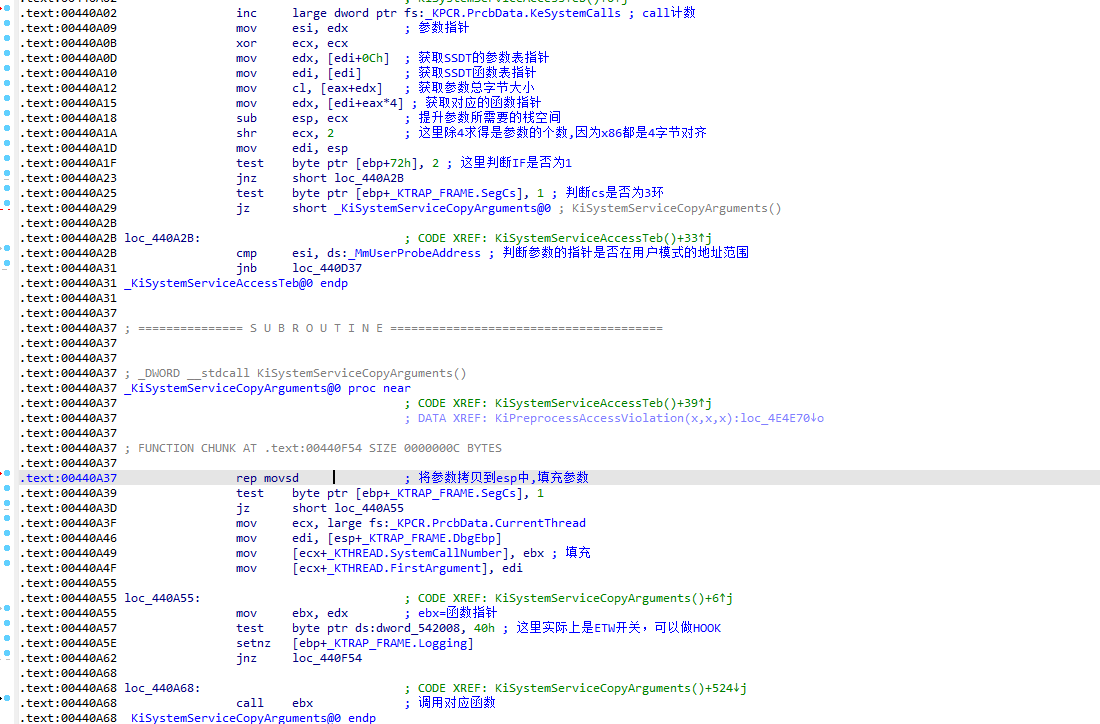 .text:00440A02 inc large dword ptr fs:_KPCR.PrcbData.KeSystemCalls ; call计数
.text:00440A09 mov esi, edx ; 参数指针
.text:00440A0B xor ecx, ecx
.text:00440A0D mov edx, [edi+0Ch] ; 获取SSDT的参数表指针
.text:00440A10 mov edi, [edi] ; 获取SSDT函数表指针
.text:00440A12 mov cl, [eax+edx] ; 获取参数总字节大小
.text:00440A15 mov edx, [edi+eax*4] ; 获取对应的函数指针
.text:00440A18 sub esp, ecx ; 提升参数所需要的栈空间
.text:00440A1A shr ecx, 2 ; 这里除4求得是参数的个数,因为x86都是4字节对齐
.text:00440A1D mov edi, esp
.text:00440A1F test byte ptr [ebp+72h], 2 ; 这里判断IF是否为1
.text:00440A23 jnz short loc_440A2B
.text:00440A25 test byte ptr [ebp+_KTRAP_FRAME.SegCs], 1 ; 判断cs是否为3环
.text:00440A29 jz short _KiSystemServiceCopyArguments@0 ; KiSystemServiceCopyArguments()
.text:00440A2B
.text:00440A2B loc_440A2B: ; CODE XREF: KiSystemServiceAccessTeb()+33↑j
.text:00440A2B cmp esi, ds:_MmUserProbeAddress ; 判断参数的指针是否在用户模式的地址范围
.text:00440A31 jnb loc_440D37
.text:00440A31 _KiSystemServiceAccessTeb@0 endp
.text:00440A31
.text:00440A37
.text:00440A37 ; =============== S U B R O U T I N E =======================================
.text:00440A37
.text:00440A37
.text:00440A37 ; _DWORD __stdcall KiSystemServiceCopyArguments()
.text:00440A37 _KiSystemServiceCopyArguments@0 proc near
.text:00440A37 ; CODE XREF: KiSystemServiceAccessTeb()+39↑j
.text:00440A37 ; DATA XREF: KiPreprocessAccessViolation(x,x,x):loc_4E4E70↓o
.text:00440A37
.text:00440A37 ; FUNCTION CHUNK AT .text:00440F54 SIZE 0000000C BYTES
.text:00440A37
.text:00440A37 rep movsd ; 将参数拷贝到esp中,填充参数
.text:00440A39 test byte ptr [ebp+_KTRAP_FRAME.SegCs], 1
.text:00440A3D jz short loc_440A55
.text:00440A3F mov ecx, large fs:_KPCR.PrcbData.CurrentThread
.text:00440A46 mov edi, [esp+_KTRAP_FRAME.DbgEbp]
.text:00440A49 mov [ecx+_KTHREAD.SystemCallNumber], ebx ; 填充
.text:00440A4F mov [ecx+_KTHREAD.FirstArgument], edi
.text:00440A55
.text:00440A55 loc_440A55: ; CODE XREF: KiSystemServiceCopyArguments()+6↑j
.text:00440A55 mov ebx, edx ; ebx=函数指针
.text:00440A57 test byte ptr ds:dword_542008, 40h ; 这里实际上是ETW开关，可以做HOOK
.text:00440A5E setnz [ebp+_KTRAP_FRAME.Logging]
.text:00440A62 jnz loc_440F54
.text:00440A68
.text:00440A68 loc_440A68: ; CODE XREF: KiSystemServiceCopyArguments()+524↓j
.text:00440A68 call ebx ; 调用对应函数
.text:00440A68 _KiSystemServiceCopyArguments@0 endp